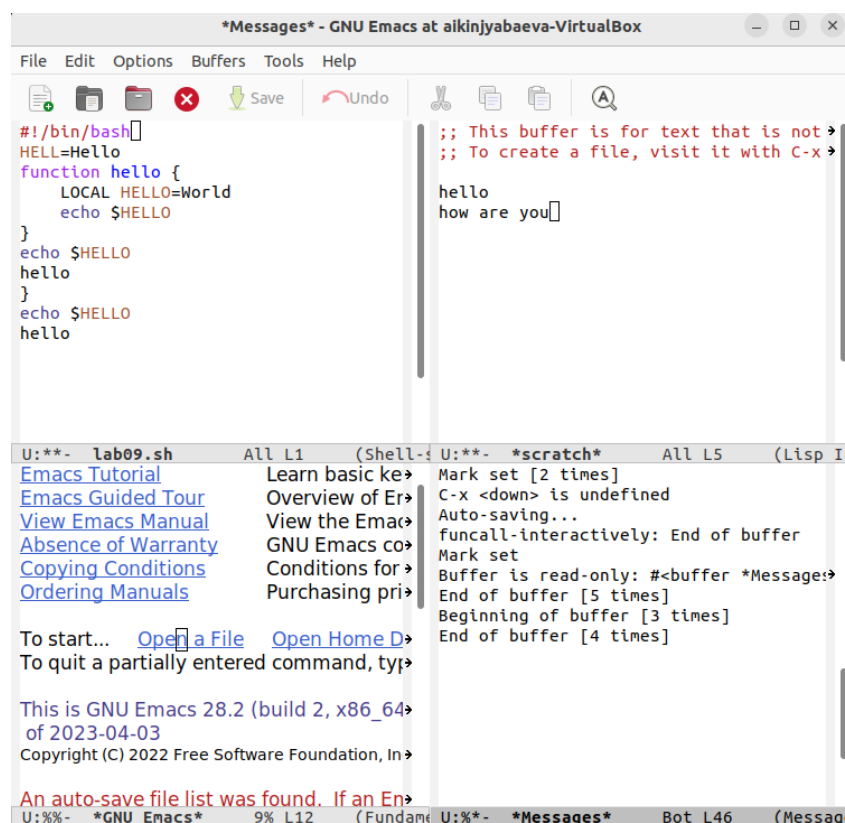 *Messages* - GNU Emacs at aikinjyabaeva-VirtualBox
File Edit Options Buffers Tools Help
Save Undo
#!/bin/bash
HELL=Hello
function hello {
    LOCAL HELLO=World
    echo $HELLO
}
echo $HELLO
hello
}
echo $HELLO
hello
U:**- lab09.sh All L1 (Shell-s
;; This buffer is for text that is not
;; To create a file, visit it with C-x
hello
how are you
U:**- *scratch* All L5 (Lisp I
Emacs Tutorial Learn basic ke
Emacs Guided Tour Overview of Em
View Emacs Manual View the Emac
Absence of Warranty GNU Emacs co
Copying Conditions Conditions for
Ordering Manuals Purchasing pri
To start... Open a File Open Home D
To quit a partially entered command, typ
This is GNU Emacs 28.2 (build 2, x86_64
of 2023-04-03
Copyright (C) 2022 Free Software Foundation, In
An auto-save file list was found. If an Em
U:%%- *GNU Emacs* 9% L12 (Fundame
Mark set [2 times]
C-x <down> is undefined
Auto-saving...
funcall-interactively: End of buffer
Mark set
Buffer is read-only: #<buffer *Messages
End of buffer [5 times]
Beginning of buffer [3 times]
End of buffer [4 times]
U:%*- *Messages* Bot L46 (Messag